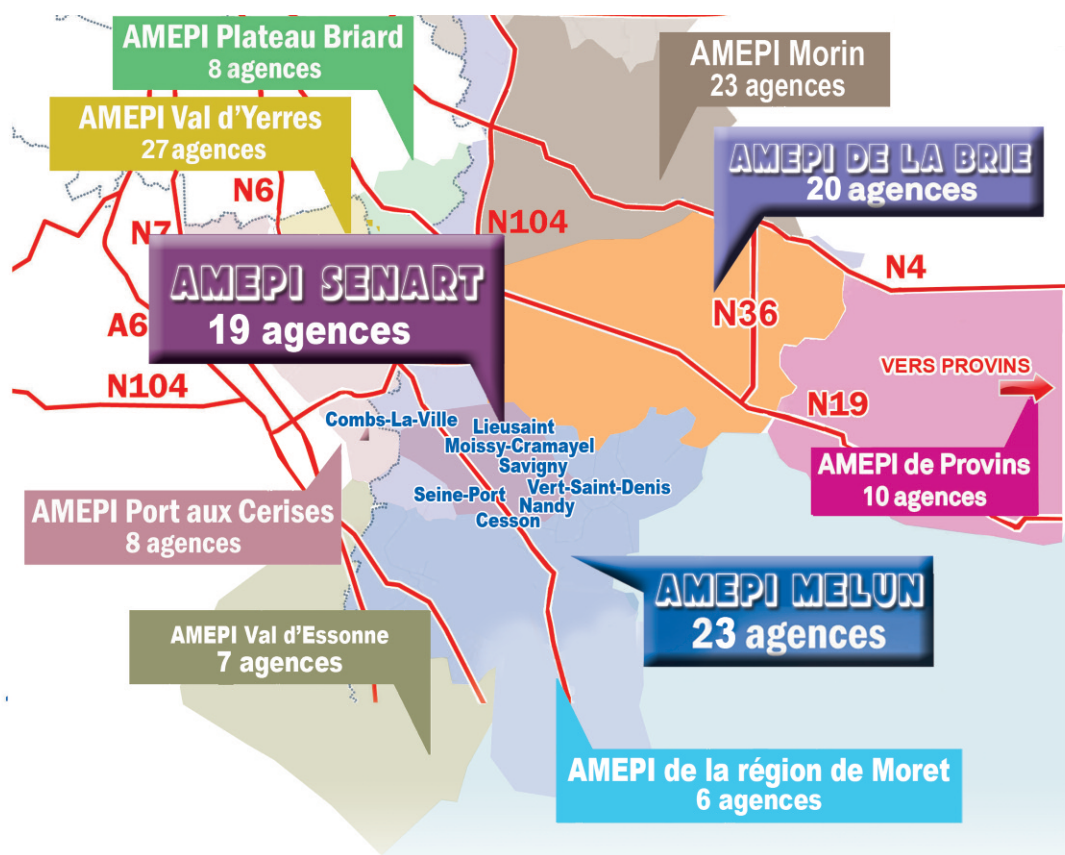 AMEPI Plateau Briard
8 agences
AMEPI Morin
23 agences
AMEPI Val d'Yerres
27 agences
AMEPI DE LA BRIE
20 agences
N6
N7
N104
AMEPI SENART
19 agences
N4
A6
N36
N104
VERS PROVINS
N19
Combs-La-Ville
Lieusaint
Moissy-Cramayel
Savigny
AMEPI de Provins
10 agences
Seine-Port
Vert-Saint-Denis
Nandy
Cesson
AMEPI Port aux Cerises
8 agences
AMEPI MELUN
23 agences
AMEPI Val d'Essonne
7 agences
AMEPI de la région de Moret
6 agences